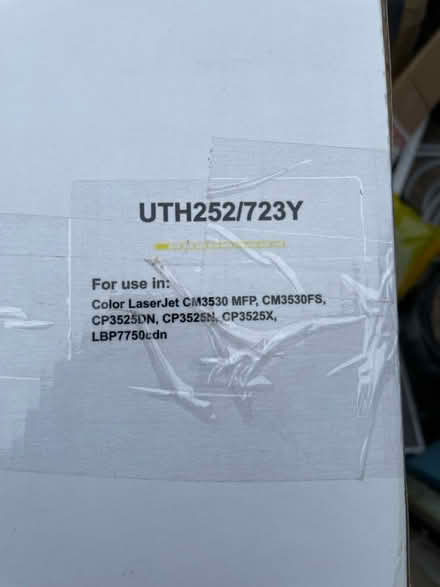 UTH252/723Y
For use in:
Color LaserJet CM3530 MFP, CM3530FS,
CP3525DN, CP3525N, CP3525X,
LBP7750cdn